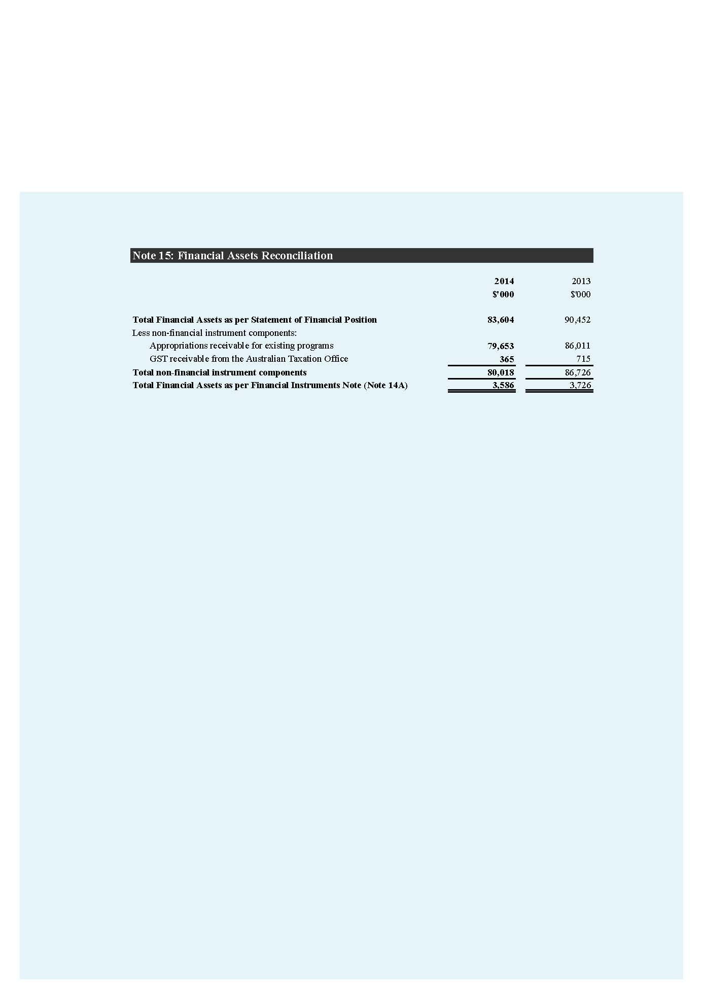 Note 15: Financial Assets Reconciliation
2014 2013
$'000 $'000
Total Financial Assets as per Statement of Financial Position 83,604 90,452
Less non-financial instrument components:
Appropriations receivable for existing programs 79,653 86,011
GST receivable from the Australian Taxation Office 365 715
Total non-financial instrument components 80,018 86,726
Total Financial Assets as per Financial Instruments Note (Note 14A) 3,586 3,726